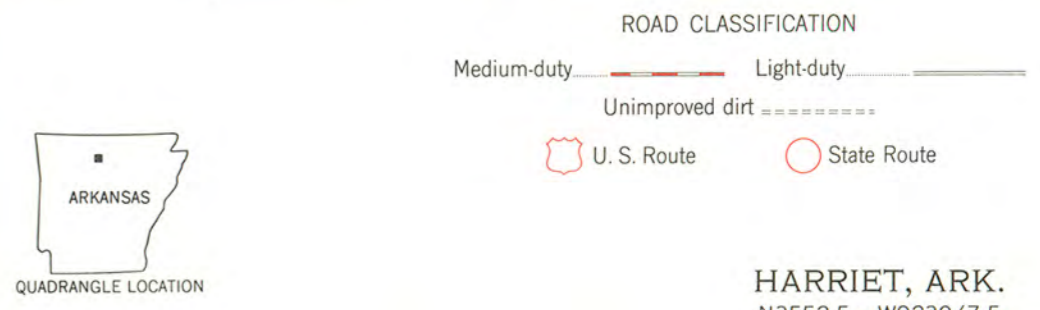 ROAD CLASSIFICATION
Medium-duty Light-duty
Unimproved dirt
U. S. Route State Route
ARKANSAS
QUADRANGLE LOCATION
HARRIET, ARK.